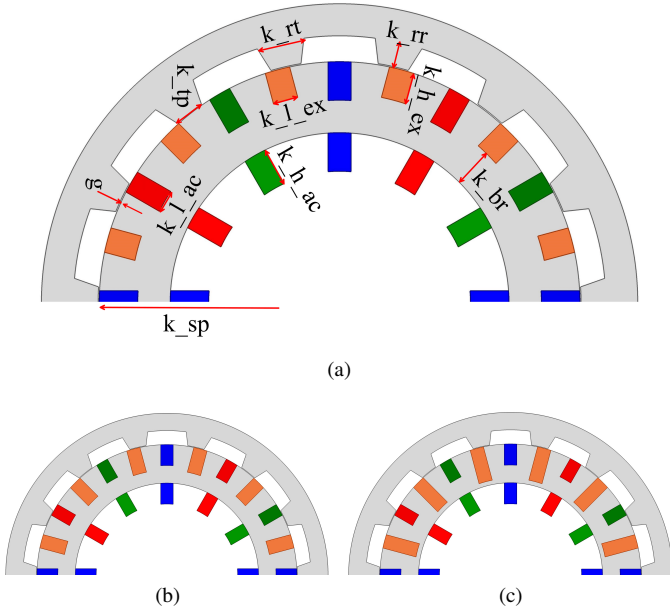 k_rt
k_rr
k_tp
k_l_ex
k_h_ex
g
k_l_ac
k_h_ac
k_br
k_sp
(a)
(b)
(c)